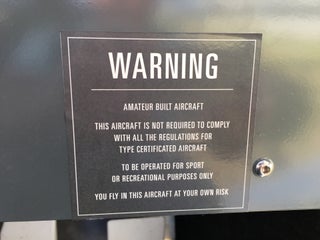 WARNING
AMATEUR BUILT AIRCRAFT
THIS AIRCRAFT IS NOT REQUIRED TO COMPLY
WITH ALL THE REGULATIONS FOR
TYPE CERTIFICATED AIRCRAFT
TO BE OPERATED FOR SPORT
OR RECREATIONAL PURPOSES ONLY
YOU FLY IN THIS AIRCRAFT AT YOUR OWN RISK